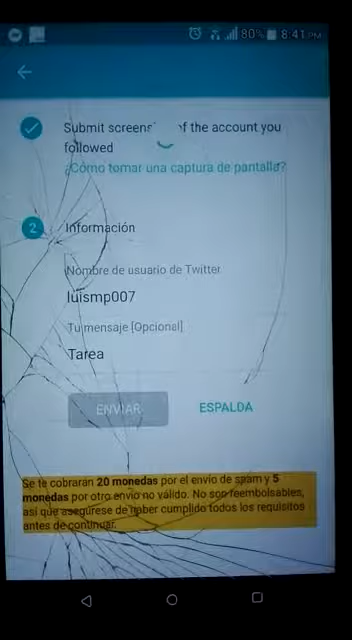 80% 8:41 PM
Submit screens of the account you
followed
¿Cómo tomar una captura de pantalla?
2 Información
Nombre de usuario de Twitter
luismp007
Tu mensaje [Opcional]
Tarea
ENVIAR ESPALDA
Se te cobrarán 20 monedas por el envío de spam y 5
monedas por otro envío no válido. No son reembolsables,
así que asegúrese de haber cumplido todos los requisitos
antes de continuar.